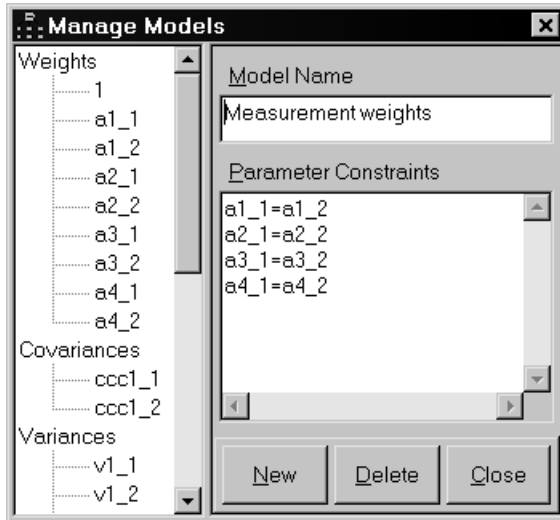 Manage Models
Weights
1
a1_1
a1_2
a2_1
a2_2
a3_1
a3_2
a4_1
a4_2
Covariances
ccc1_1
ccc1_2
Variances
v1_1
v1_2
Model Name
Measurement weights
Parameter Constraints
a1_1=a1_2
a2_1=a2_2
a3_1=a3_2
a4_1=a4_2
New
Delete
Close